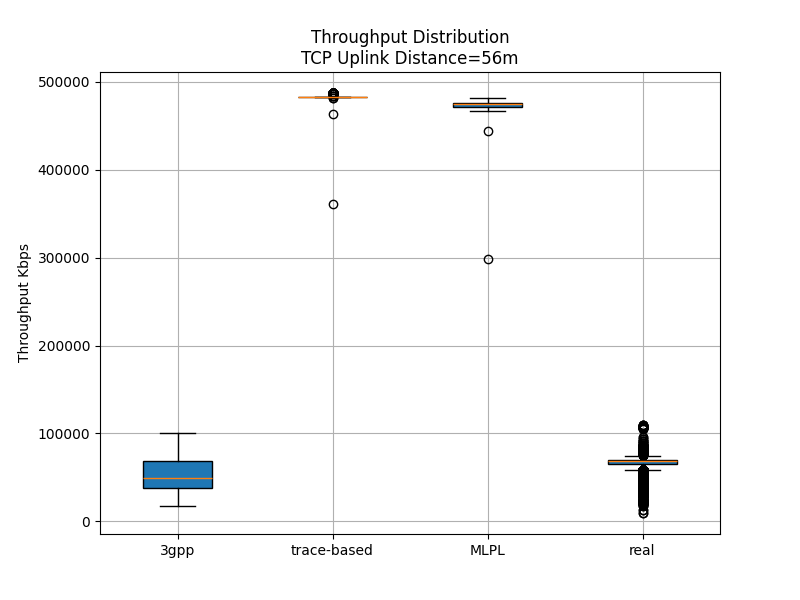 Throughput Distribution
TCP Uplink Distance=56m
Throughput Kbps
500000
400000
300000
200000
100000
0
3gpp
trace-based
MLPL
real